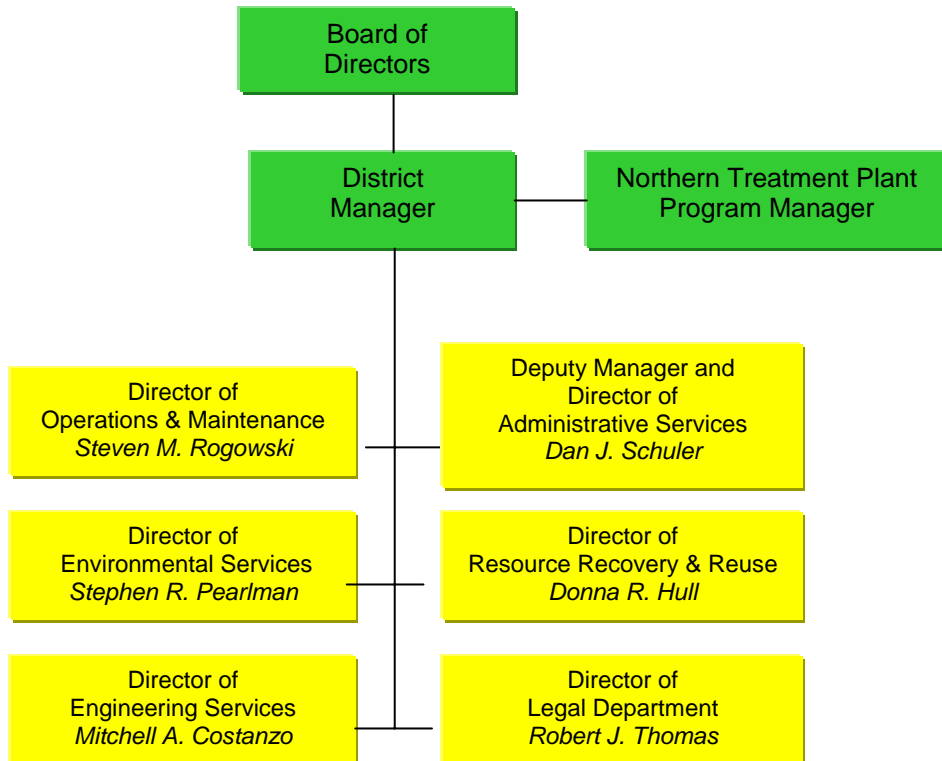 Board of
Directors
District
Manager
Northern Treatment Plant
Program Manager
Director of
Operations & Maintenance
Steven M. Rogowski
Deputy Manager and
Director of
Administrative Services
Dan J. Schuler
Director of
Environmental Services
Stephen R. Pearlman
Director of
Resource Recovery & Reuse
Donna R. Hull
Director of
Engineering Services
Mitchell A. Costanzo
Director of
Legal Department
Robert J. Thomas